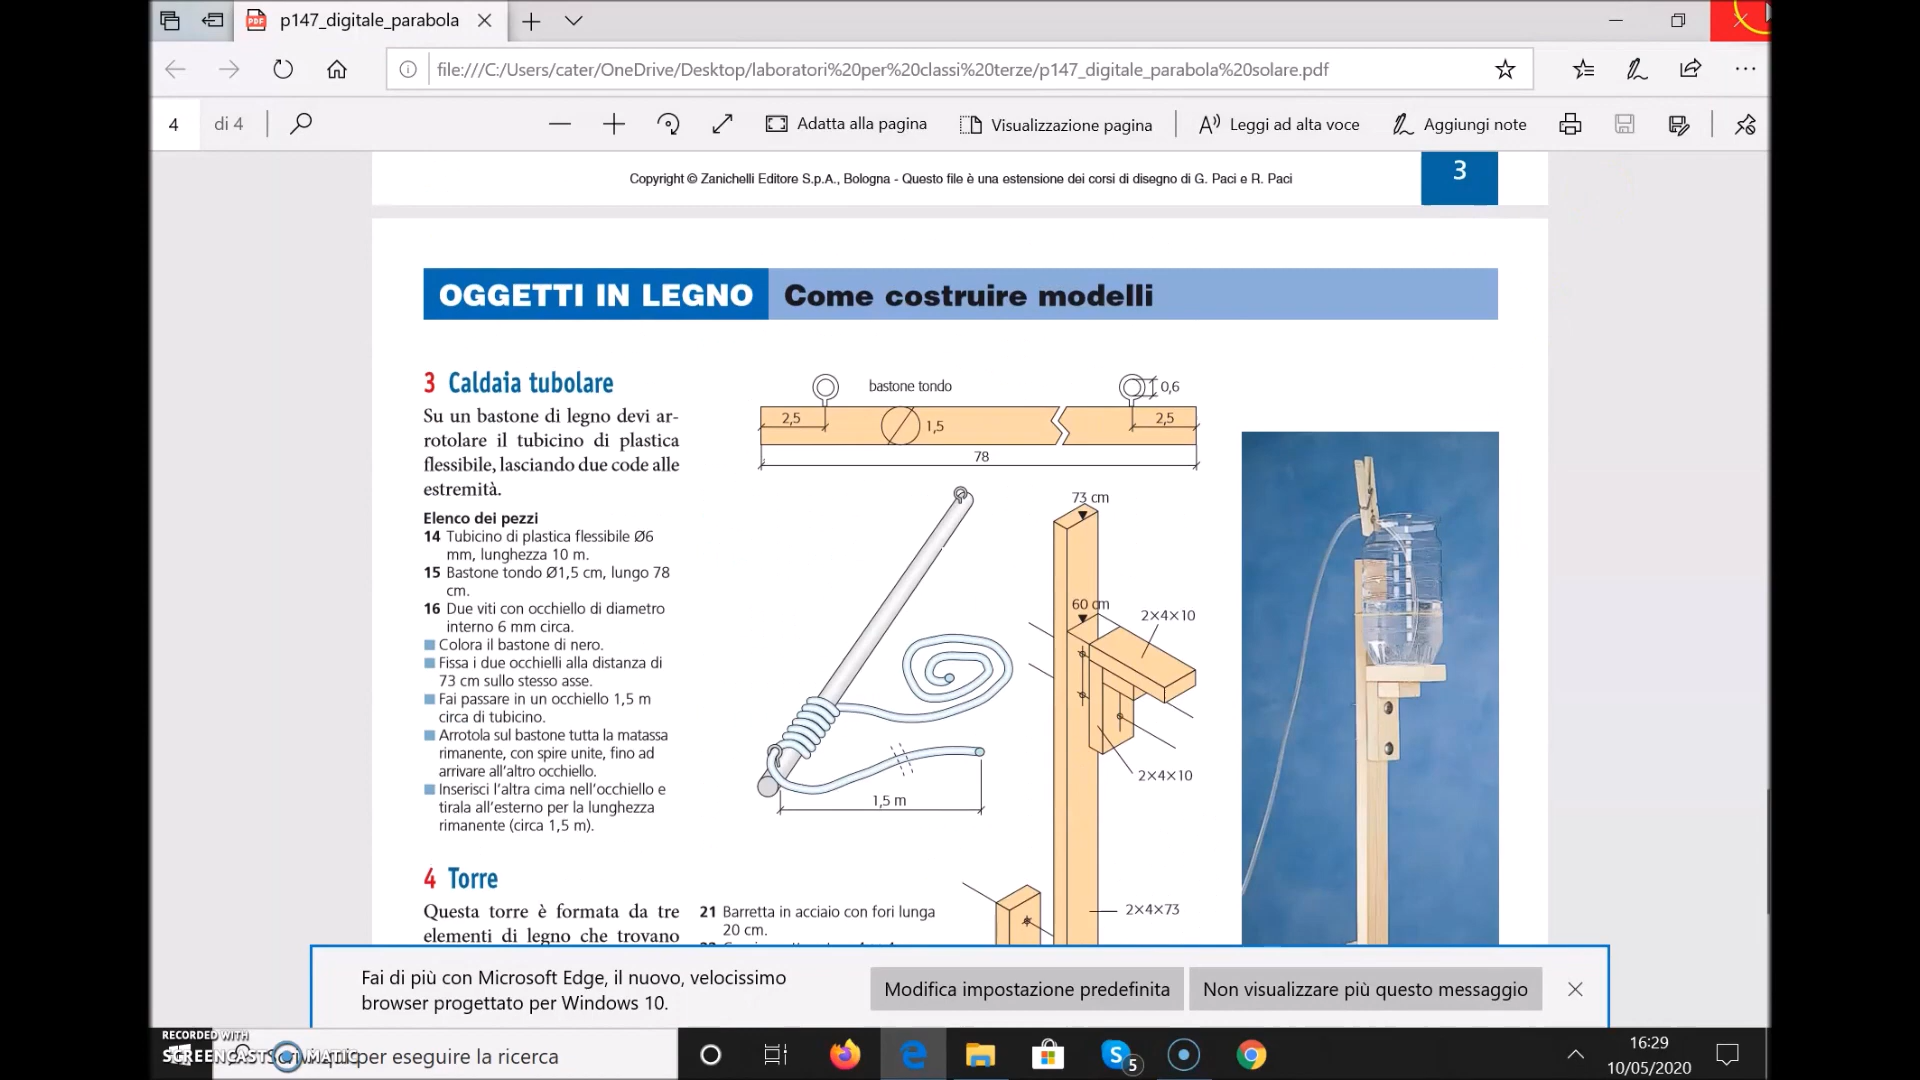 p147_digitale_parabola
file:///C:/Users/cater/OneDrive/Desktop/laboratori%20per%20classi%20terze/p147_digitale_parabola%20solare.pdf
4 di 4
Adatta alla pagina
Visualizzazione pagina
Leggi ad alta voce
Aggiungi note
Copyright © Zanichelli Editore S.p.A., Bologna - Questo file è una estensione dei corsi di disegno di G. Paci e R. Paci
3
OGGETTI IN LEGNO Come costruire modelli
3 Caldaia tubolare
Su un bastone di legno devi ar-
rotolare il tubicino di plastica
flessibile, lasciando due code alle
estremità.
Elenco dei pezzi
14 Tubicino di plastica flessibile Ø6
mm, lunghezza 10 m.
15 Bastone tondo Ø1,5 cm, lungo 78
cm.
16 Due viti con occhiello di diametro
interno 6 mm circa.
Colora il bastone di nero.
Fissa i due occhielli alla distanza di
73 cm sullo stesso asse.
Fai passare in un occhiello 1,5 m
circa di tubicino.
Arrotola sul bastone tutta la matassa
rimanente, con spire unite, fino ad
arrivare all'altro occhiello.
Inserisci l'altra cima nell'occhiello e
tirala all'esterno per la lunghezza
rimanente (circa 1,5 m).
bastone tondo
0,6
2,5
1,5
2,5
78
73 cm
60 cm
2×4×10
2×4×10
1,5 m
2×4×73
4 Torre
Questa torre è formata da tre
elementi di legno che trovano
21 Barretta in acciaio con fori lunga
20 cm.
Fai di più con Microsoft Edge, il nuovo, velocissimo
browser progettato per Windows 10.
Modifica impostazione predefinita
Non visualizzare più questo messaggio
RECORDED WITH
SCREENCAST MATIC
per eseguire la ricerca
5
16:29
10/05/2020